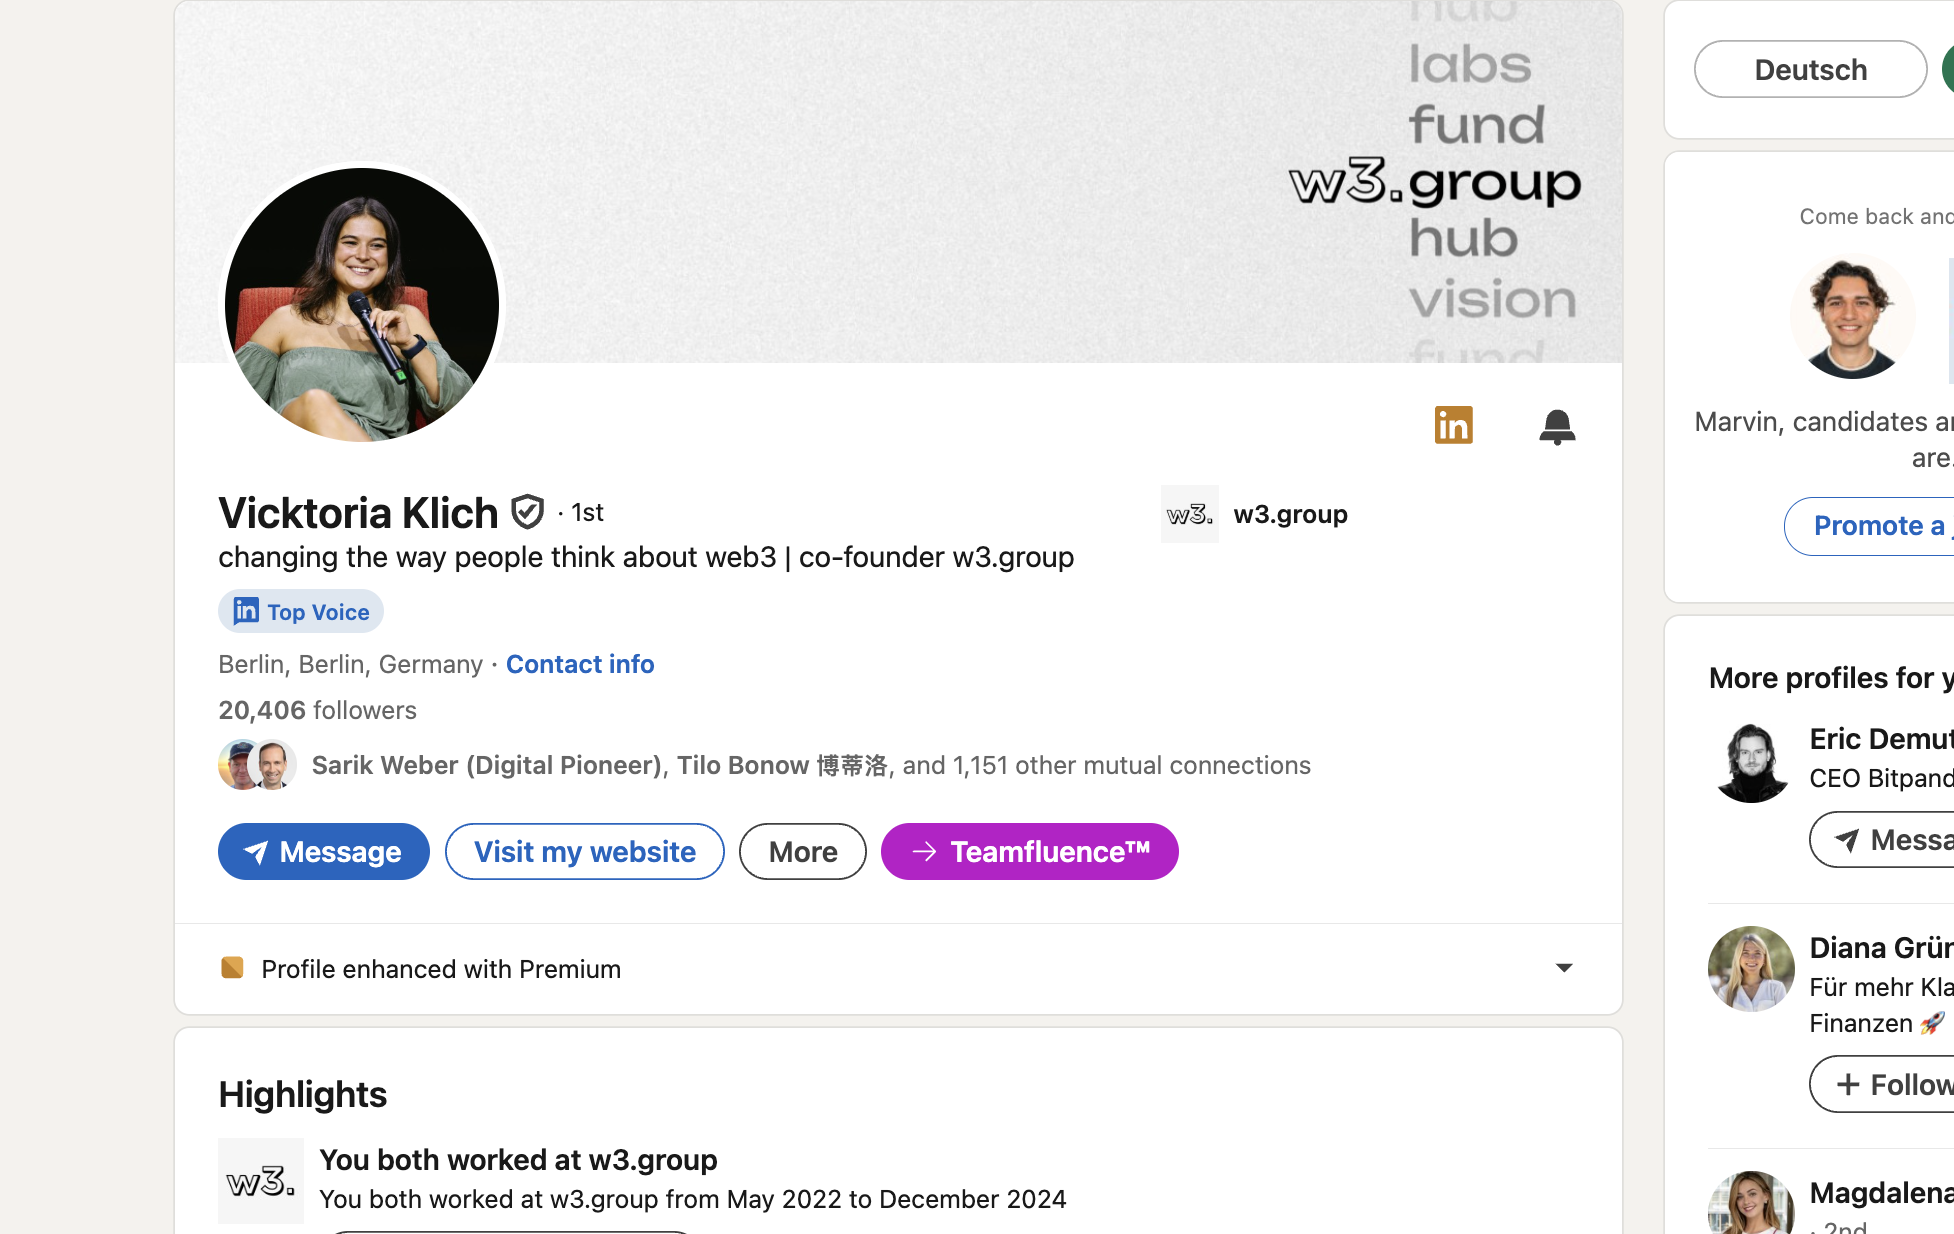 hub
labs
fund
w3.group
hub
vision
fund
in
Vicktoria Klich · 1st
w3. w3.group
changing the way people think about web3 | co-founder w3.group
in Top Voice
Berlin, Berlin, Germany · Contact info
20,406 followers
Sarik Weber (Digital Pioneer), Tilo Bonow 博蒂洛, and 1,151 other mutual connections
Message
Visit my website
More
→ Teamfluence™
Profile enhanced with Premium
Highlights
w3.
You both worked at w3.group
You both worked at w3.group from May 2022 to December 2024
Deutsch
Come back and
Marvin, candidates
are.
Promote a
More profiles for
Eric Demut
CEO Bitpand
Messa
Diana Grün
Für mehr Kla
Finanzen 🚀
+ Follow
Magdalena
· 2nd